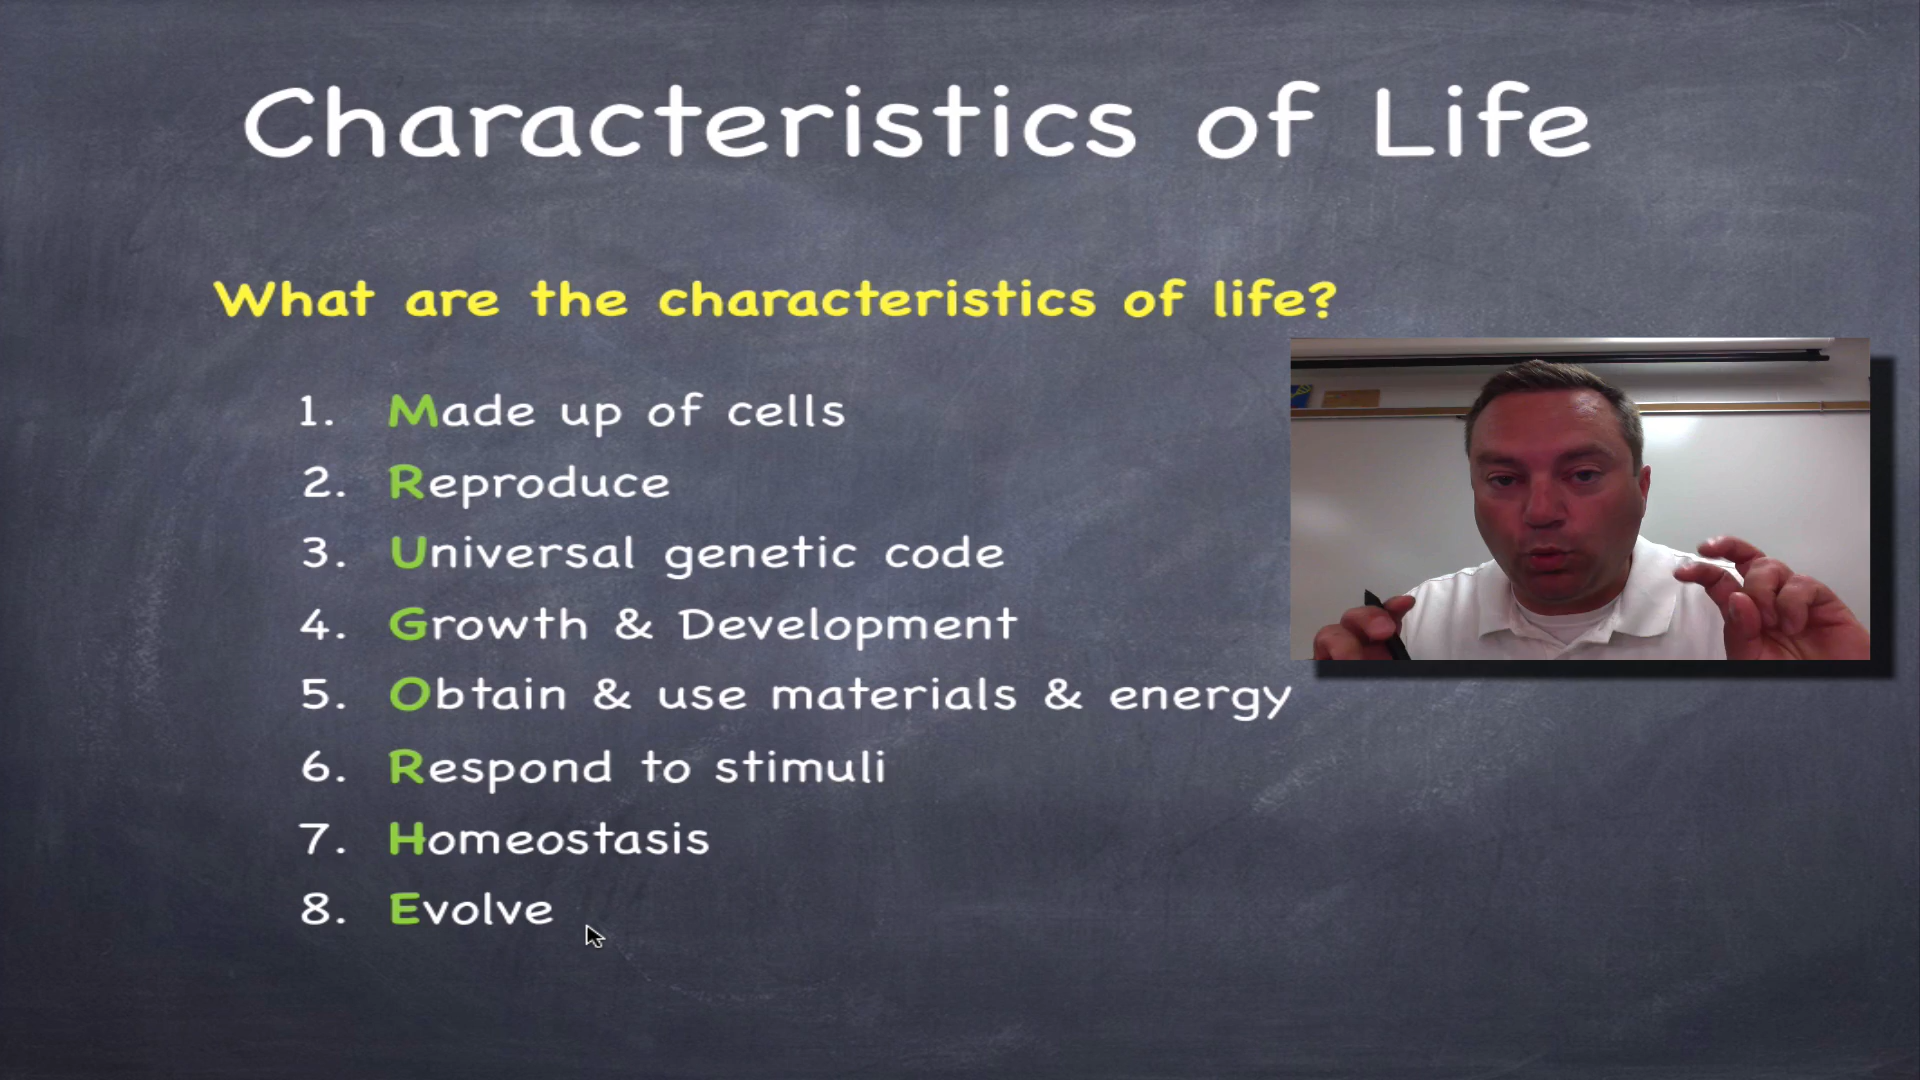 Characteristics of Life
What are the characteristics of life?
1. Made up of cells
2. Reproduce
3. Universal genetic code
4. Growth & Development
5. Obtain & use materials & energy
6. Respond to stimuli
7. Homeostasis
8. Evolve